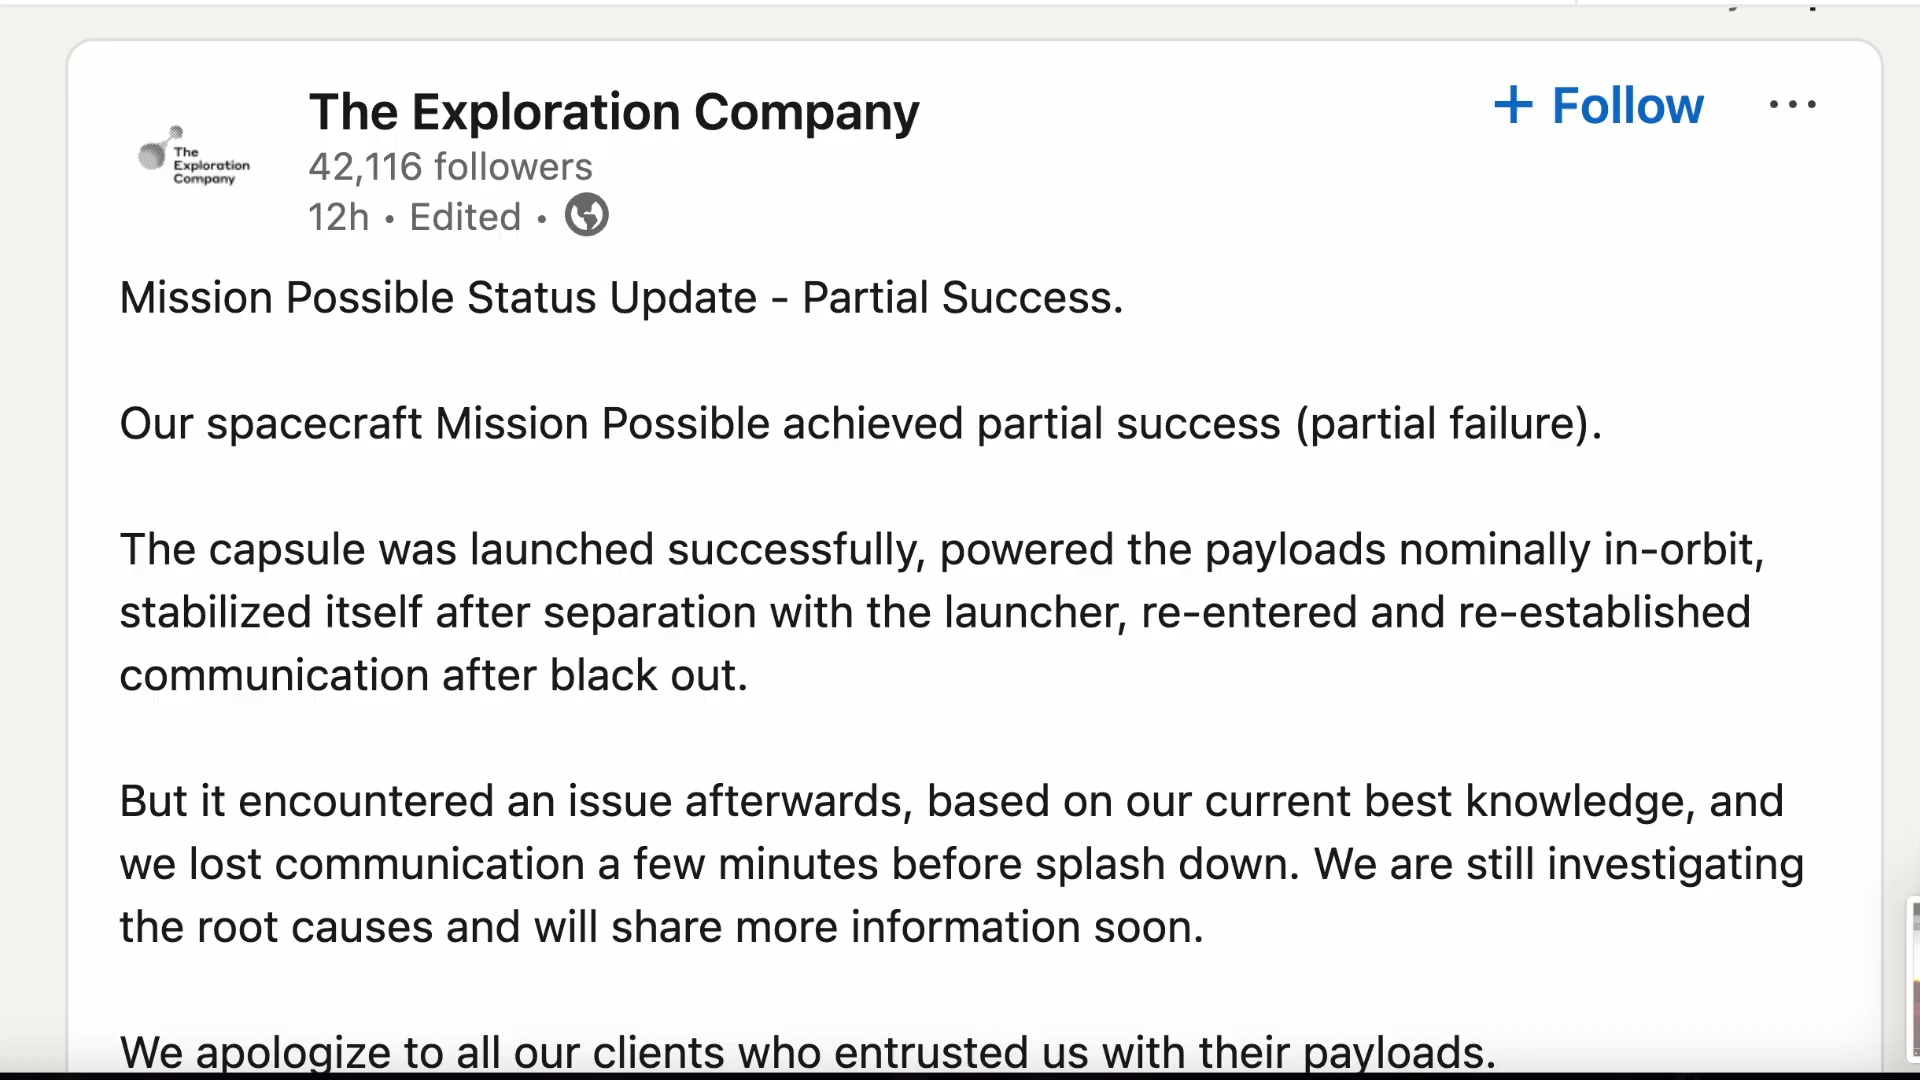 The Exploration Company
+ Follow
The
Exploration
Company
42,116 followers
12h • Edited •
Mission Possible Status Update - Partial Success.
Our spacecraft Mission Possible achieved partial success (partial failure).
The capsule was launched successfully, powered the payloads nominally in-orbit,
stabilized itself after separation with the launcher, re-entered and re-established
communication after black out.
But it encountered an issue afterwards, based on our current best knowledge, and
we lost communication a few minutes before splash down. We are still investigating
the root causes and will share more information soon.
We apologize to all our clients who entrusted us with their payloads.